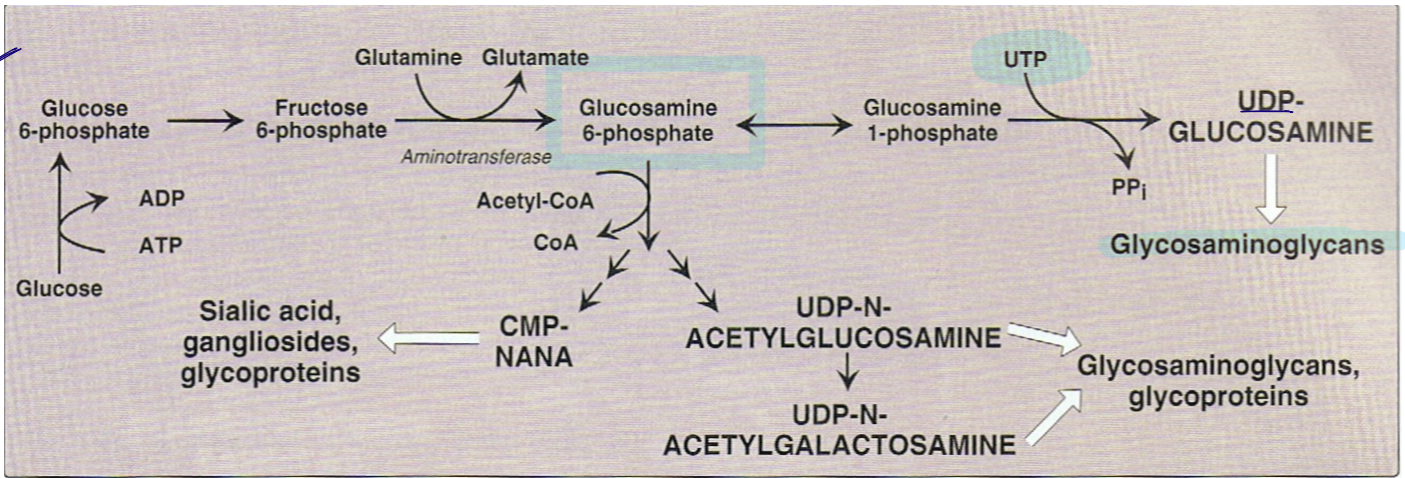 Glutamine
Glutamate
UTP
Glucose
6-phosphate
Fructose
6-phosphate
Glucosamine
6-phosphate
Glucosamine
1-phosphate
UDP-
GLUCOSAMINE
Aminotransferase
PPi
ADP
ATP
Acetyl-CoA
CoA
Glycosaminoglycans
Glucose
Sialic acid,
gangliosides,
glycoproteins
CMP-
NANA
UDP-N-
ACETYLGLUCOSAMINE
Glycosaminoglycans,
glycoproteins
UDP-N-
ACETYLGALACTOSAMINE